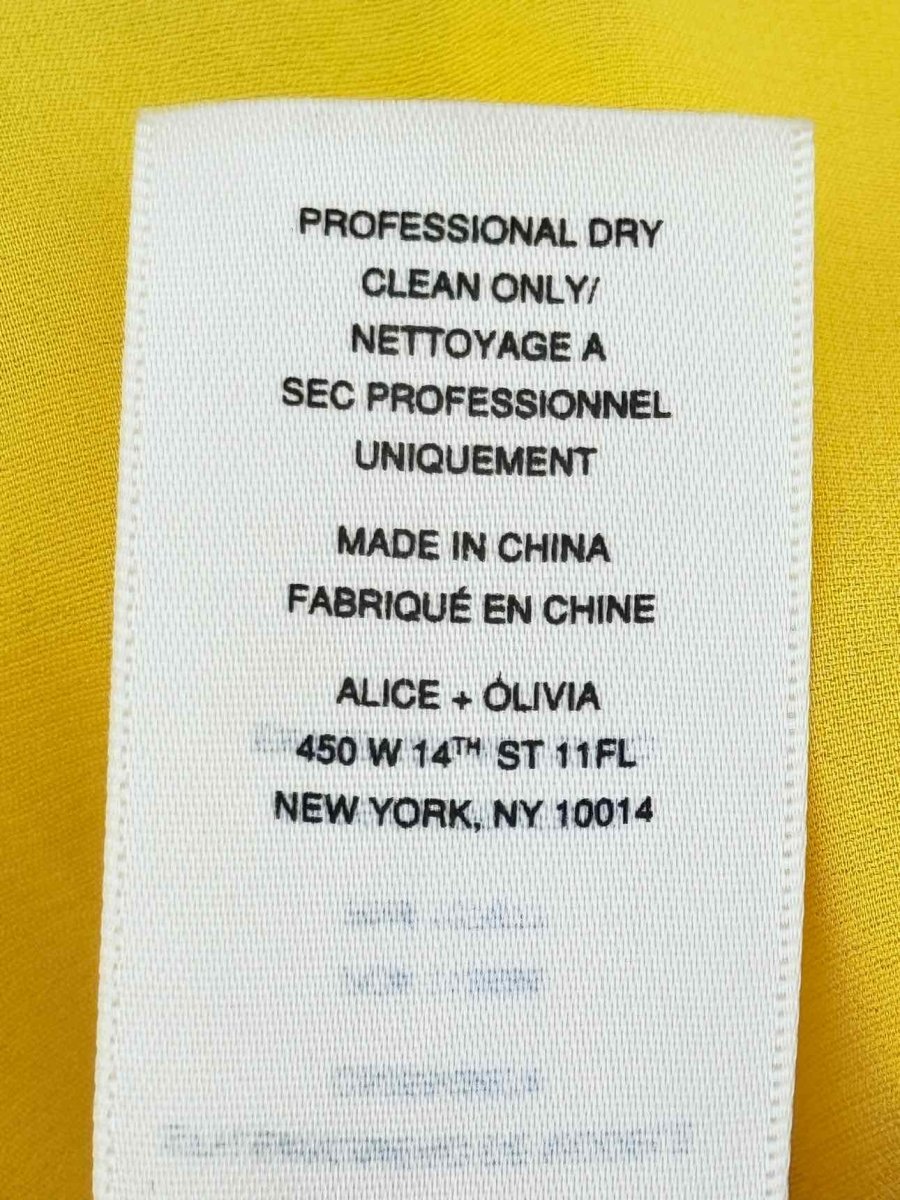 PROFESSIONAL DRY
CLEAN ONLY/
NETTOYAGE A
SEC PROFESSIONNEL
UNIQUEMENT
MADE IN CHINA
FABRIQUÉ EN CHINE
ALICE + OLIVIA
450 W 14TH ST 11FL
NEW YORK, NY 10014